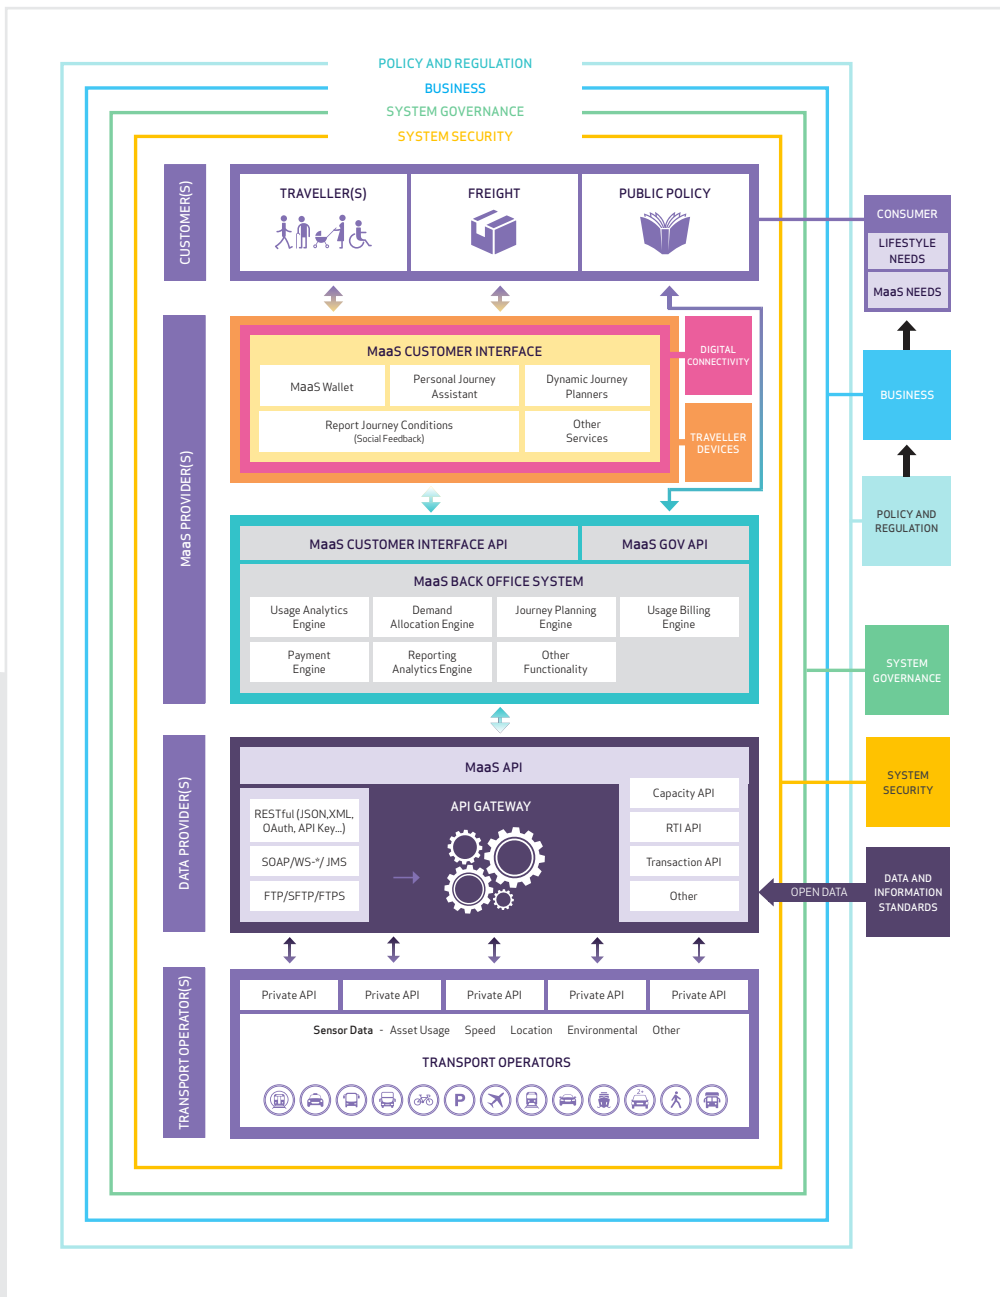 POLICY AND REGULATION
BUSINESS
SYSTEM GOVERNANCE
SYSTEM SECURITY
CUSTOMER(S)
TRAVELLER(S)
FREIGHT
PUBLIC POLICY
CONSUMER
LIFESTYLE
NEEDS
MaaS NEEDS
MaaS PROVIDER(S)
MaaS CUSTOMER INTERFACE
MaaS Wallet
Personal Journey
Assistant
Dynamic Journey
Planners
Report Journey Conditions
(Social Feedback)
Other
Services
DIGITAL
CONNECTIVITY
TRAVELLER
DEVICES
BUSINESS
POLICY AND
REGULATION
MaaS CUSTOMER INTERFACE API
MaaS GOV API
MaaS BACK OFFICE SYSTEM
Usage Analytics
Engine
Demand
Allocation Engine
Journey Planning
Engine
Usage Billing
Engine
Payment
Engine
Reporting
Analytics Engine
Other
Functionality
SYSTEM
GOVERNANCE
DATA PROVIDER(S)
MaaS API
RESTful (JSON,XML,
OAuth, API Key...)
SOAP/WS-*/ JMS
FTP/SFTP/FTPS
API GATEWAY
Capacity API
RTI API
Transaction API
Other
SYSTEM
SECURITY
OPEN DATA
DATA AND
INFORMATION
STANDARDS
TRANSPORT OPERATOR(S)
Private API
Private API
Private API
Private API
Private API
Sensor Data - Asset Usage Speed Location Environmental Other
TRANSPORT OPERATORS
P
2+